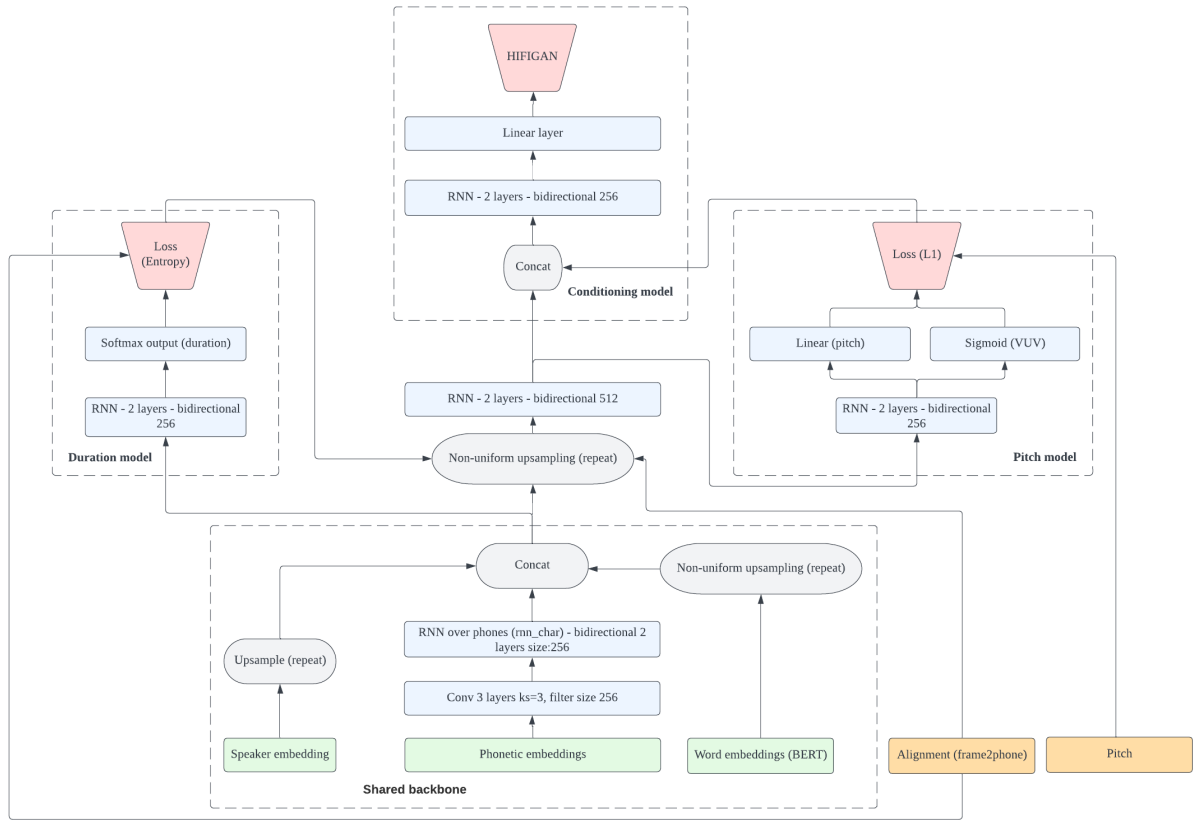 HIFIGAN
Linear layer
RNN - 2 layers - bidirectional 256
Concat
Conditioning model
Loss
(Entropy)
Softmax output (duration)
RNN - 2 layers - bidirectional
256
Duration model
Loss (L1)
Linear (pitch)
Sigmoid (VUV)
RNN - 2 layers - bidirectional
256
Pitch model
RNN - 2 layers - bidirectional 512
Non-uniform upsampling (repeat)
Concat
Non-uniform upsampling (repeat)
RNN over phones (rnn_char) - bidirectional 2
layers size:256
Upsample (repeat)
Conv 3 layers ks=3, filter size 256
Speaker embedding
Phonetic embeddings
Word embeddings (BERT)
Alignment (frame2phone)
Pitch
Shared backbone